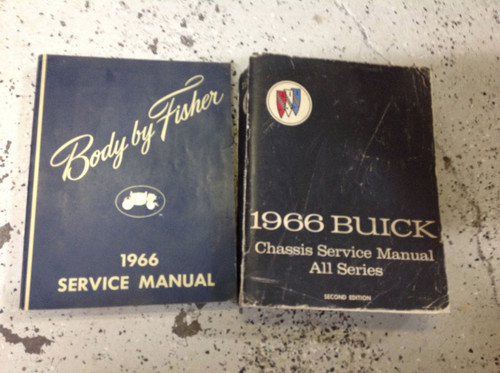 Body by Fisher
1966
SERVICE MANUAL
1966 BUICK
Chassis Service Manual
All Series
SECOND EDITION